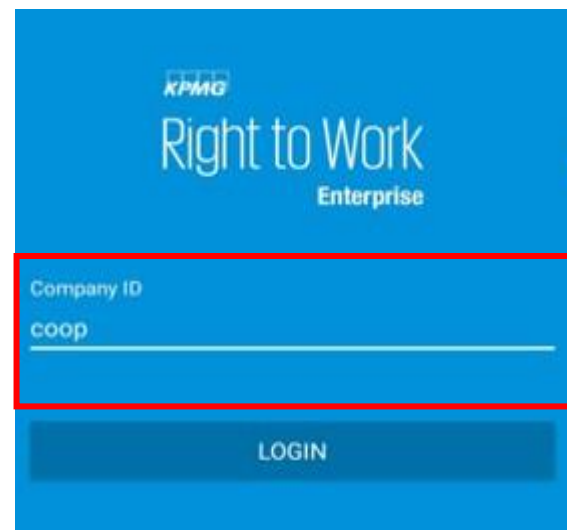 KPMG
Right to Work
Enterprise
Company ID
coop
LOGIN